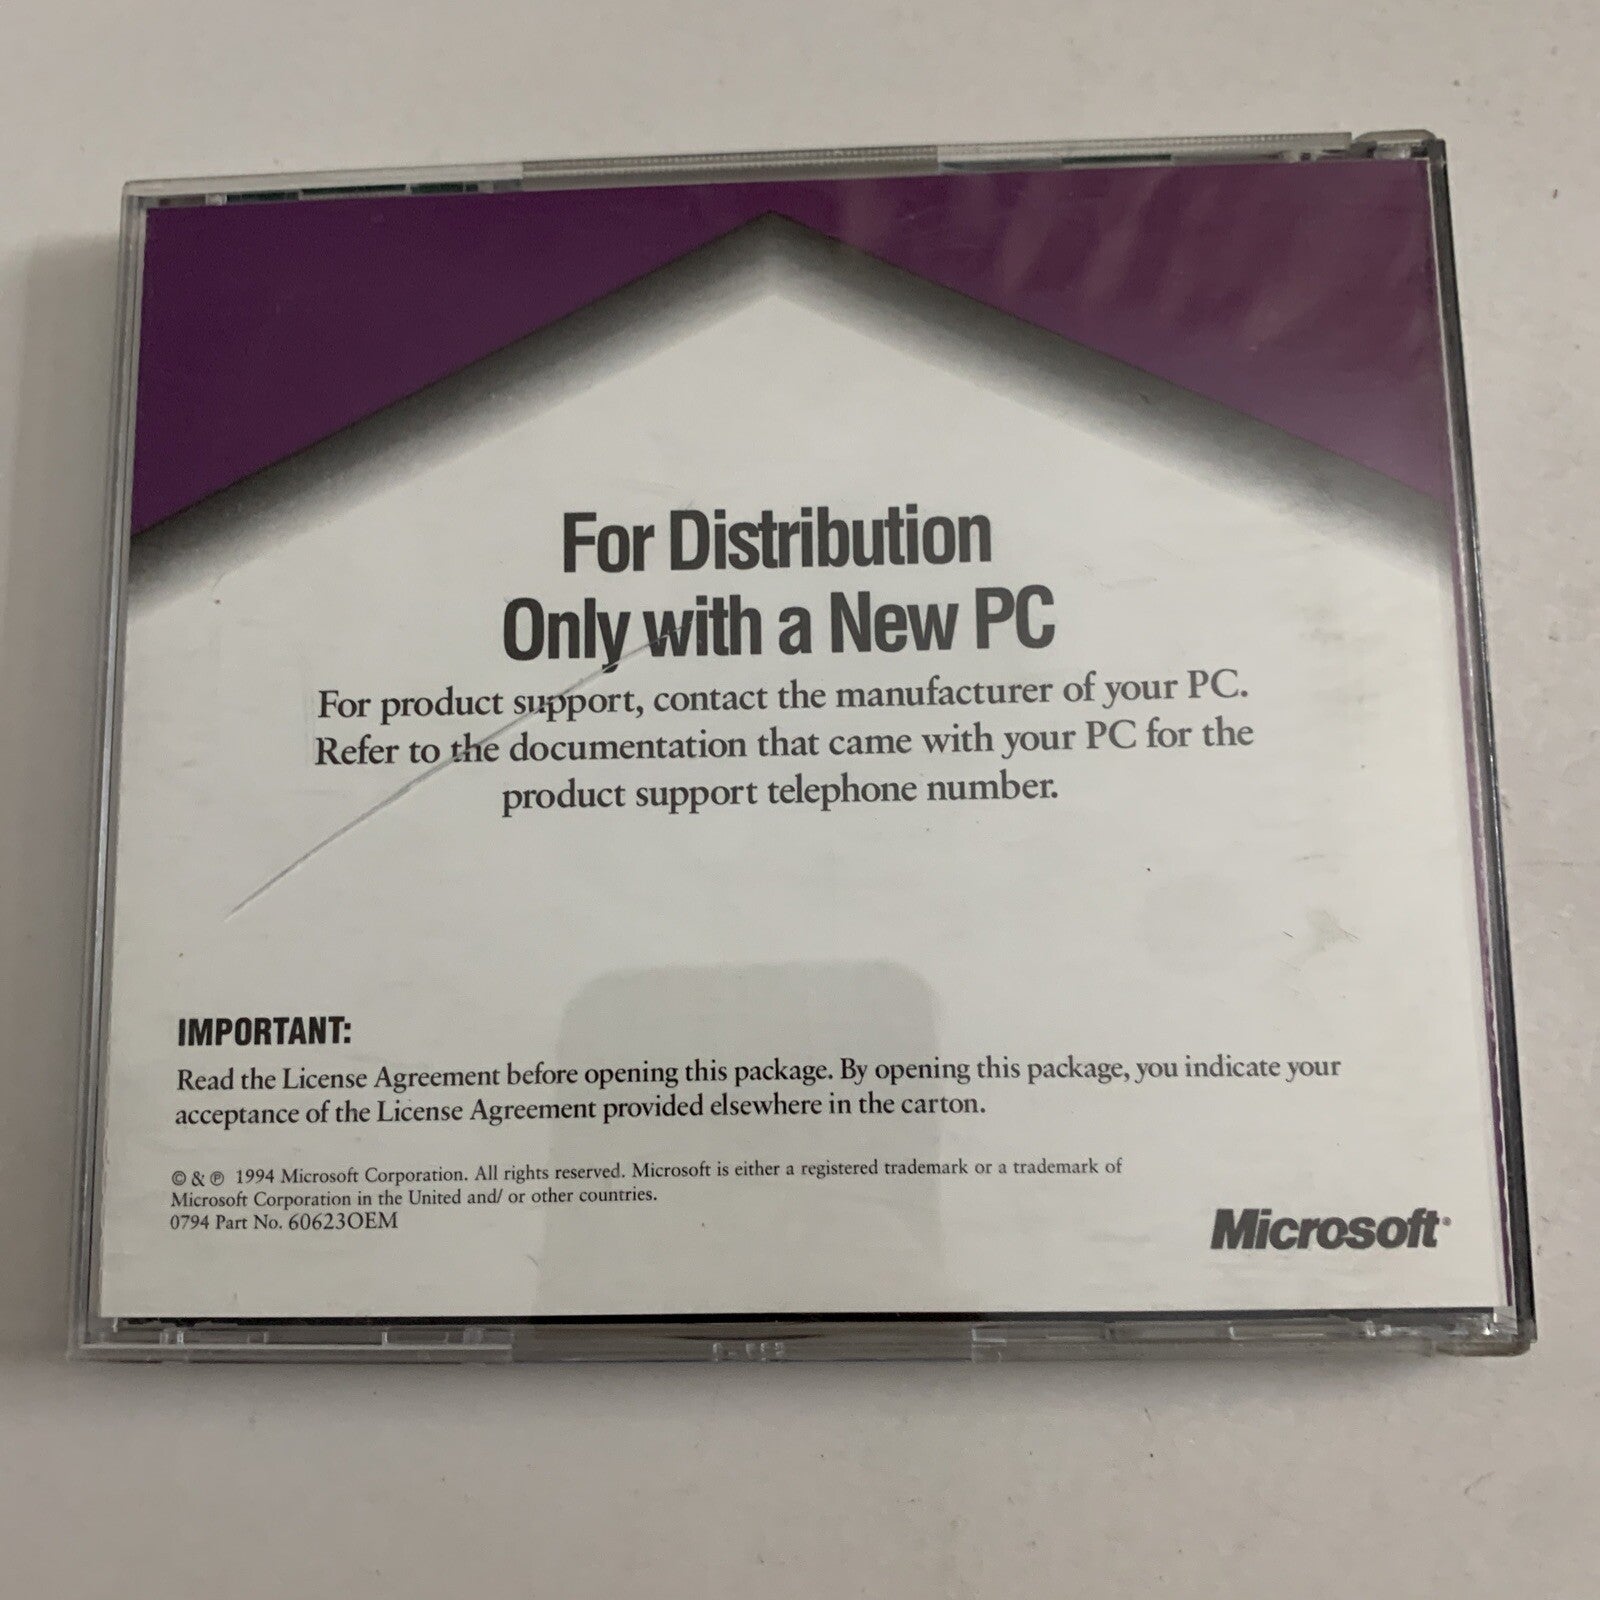 For Distribution
Only with a New PC
For product support, contact the manufacturer of your PC.
Refer to the documentation that came with your PC for the
product support telephone number.
IMPORTANT:
Read the License Agreement before opening this package. By opening this package, you indicate your
acceptance of the License Agreement provided elsewhere in the carton.
© & ℗ 1994 Microsoft Corporation. All rights reserved. Microsoft is either a registered trademark or a trademark of
Microsoft Corporation in the United and/ or other countries.
0794 Part No. 60623OEM
Microsoft®